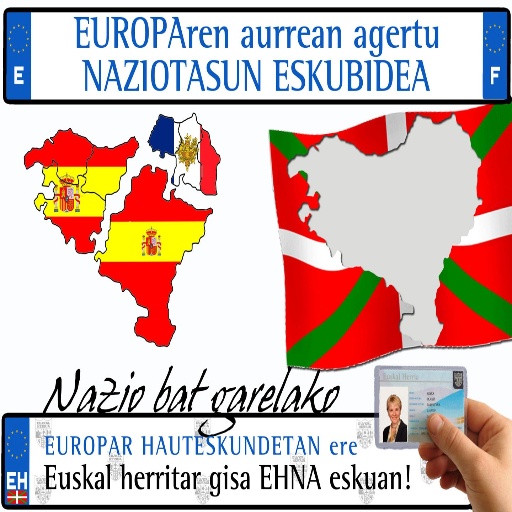 EUROPAren aurrean agertu
NAZIOTASUN ESKUBIDEA
E
F
Nazio bat garelako
Euskal Herria
EUROPAR HAUTESKUNDETAN ere
Euskal herritar gisa EHNA eskuan!
EH